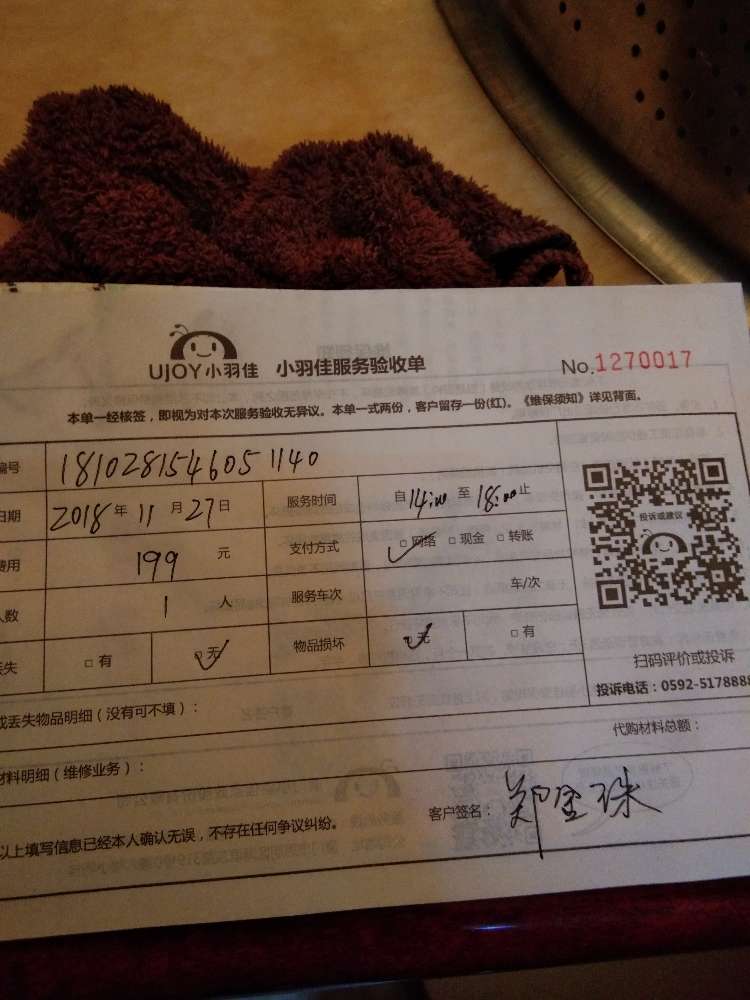 UJOY小羽佳 小羽佳服务验收单 No.1270017
本单一经核签，即视为对本次服务验收无异议。本单一式两份，客户留存一份(红)。《维保须知》详见背面。
编号 181028154605 1140
日期 2018年 11月27日 服务时间 自14:00至18:00止
投诉或建议
费用 199 元 支付方式 □网络 □现金 □转账
人数 1 人 服务车次 车/次
丢失 □有 □无 物品损坏 □无 □有
扫码评价或投诉
投诉电话：0592-5178888
或丢失物品明细（没有可不填）：
代购材料总额：
材料明细（维修业务）：
以上填写信息已经本人确认无误，不存在任何争议纠纷。 客户签名：郑宝珠